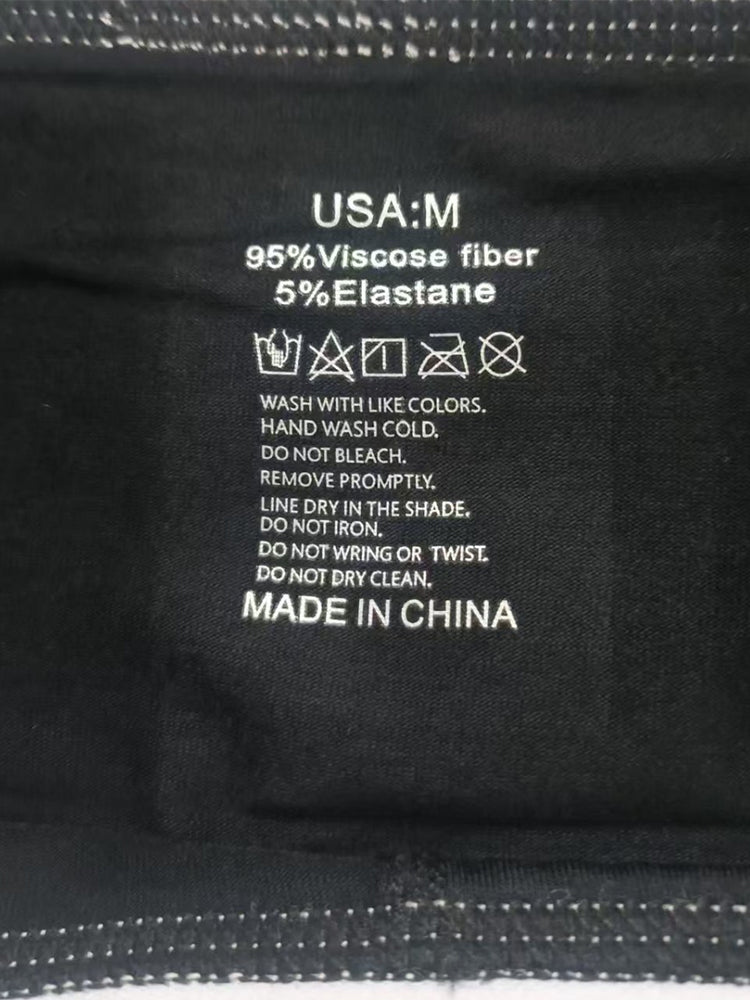 USA:M
95%Viscose fiber
5%Elastane
WASH WITH LIKE COLORS.
HAND WASH COLD.
DO NOT BLEACH.
REMOVE PROMPTLY.
LINE DRY IN THE SHADE.
DO NOT IRON.
DO NOT WRING OR TWIST.
DO NOT DRY CLEAN.
MADE IN CHINA